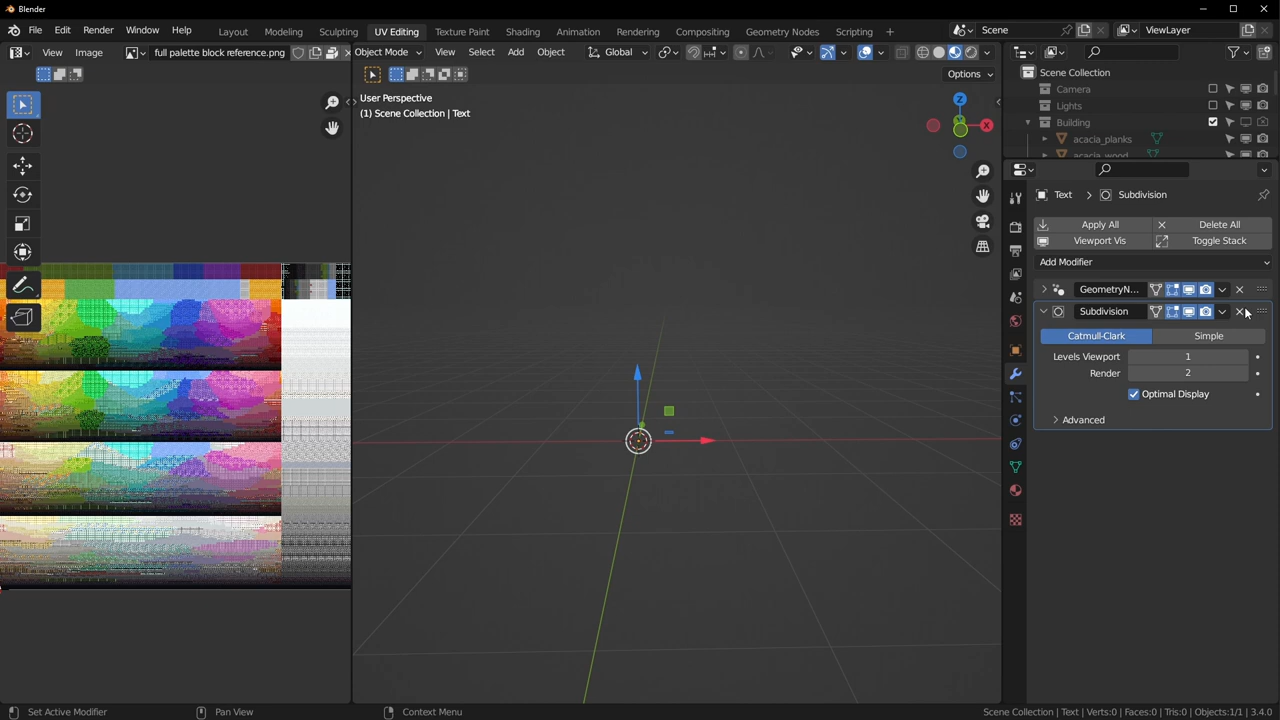 Blender
File Edit Render Window Help Layout Modeling Sculpting UV Editing Texture Paint Shading Animation Rendering Compositing Geometry Nodes Scripting + Scene ViewLayer
View Image full palette block reference.png Object Mode View Select Add Object Global
Options
Scene Collection
Camera
Lights
Building
acacia_planks
acacia_wood
User Perspective
(1) Scene Collection | Text
Z
X
Text > Subdivision
Apply All Delete All
Viewport Vis Toggle Stack
Add Modifier
GeometryN...
Subdivision
Catmull-Clark Simple
Levels Viewport 1
Render 2
Optimal Display
Advanced
Set Active Modifier Pan View Context Menu Scene Collection | Text | Verts:0 | Faces:0 | Tris:0 | Objects:1/1 | 3.4.0